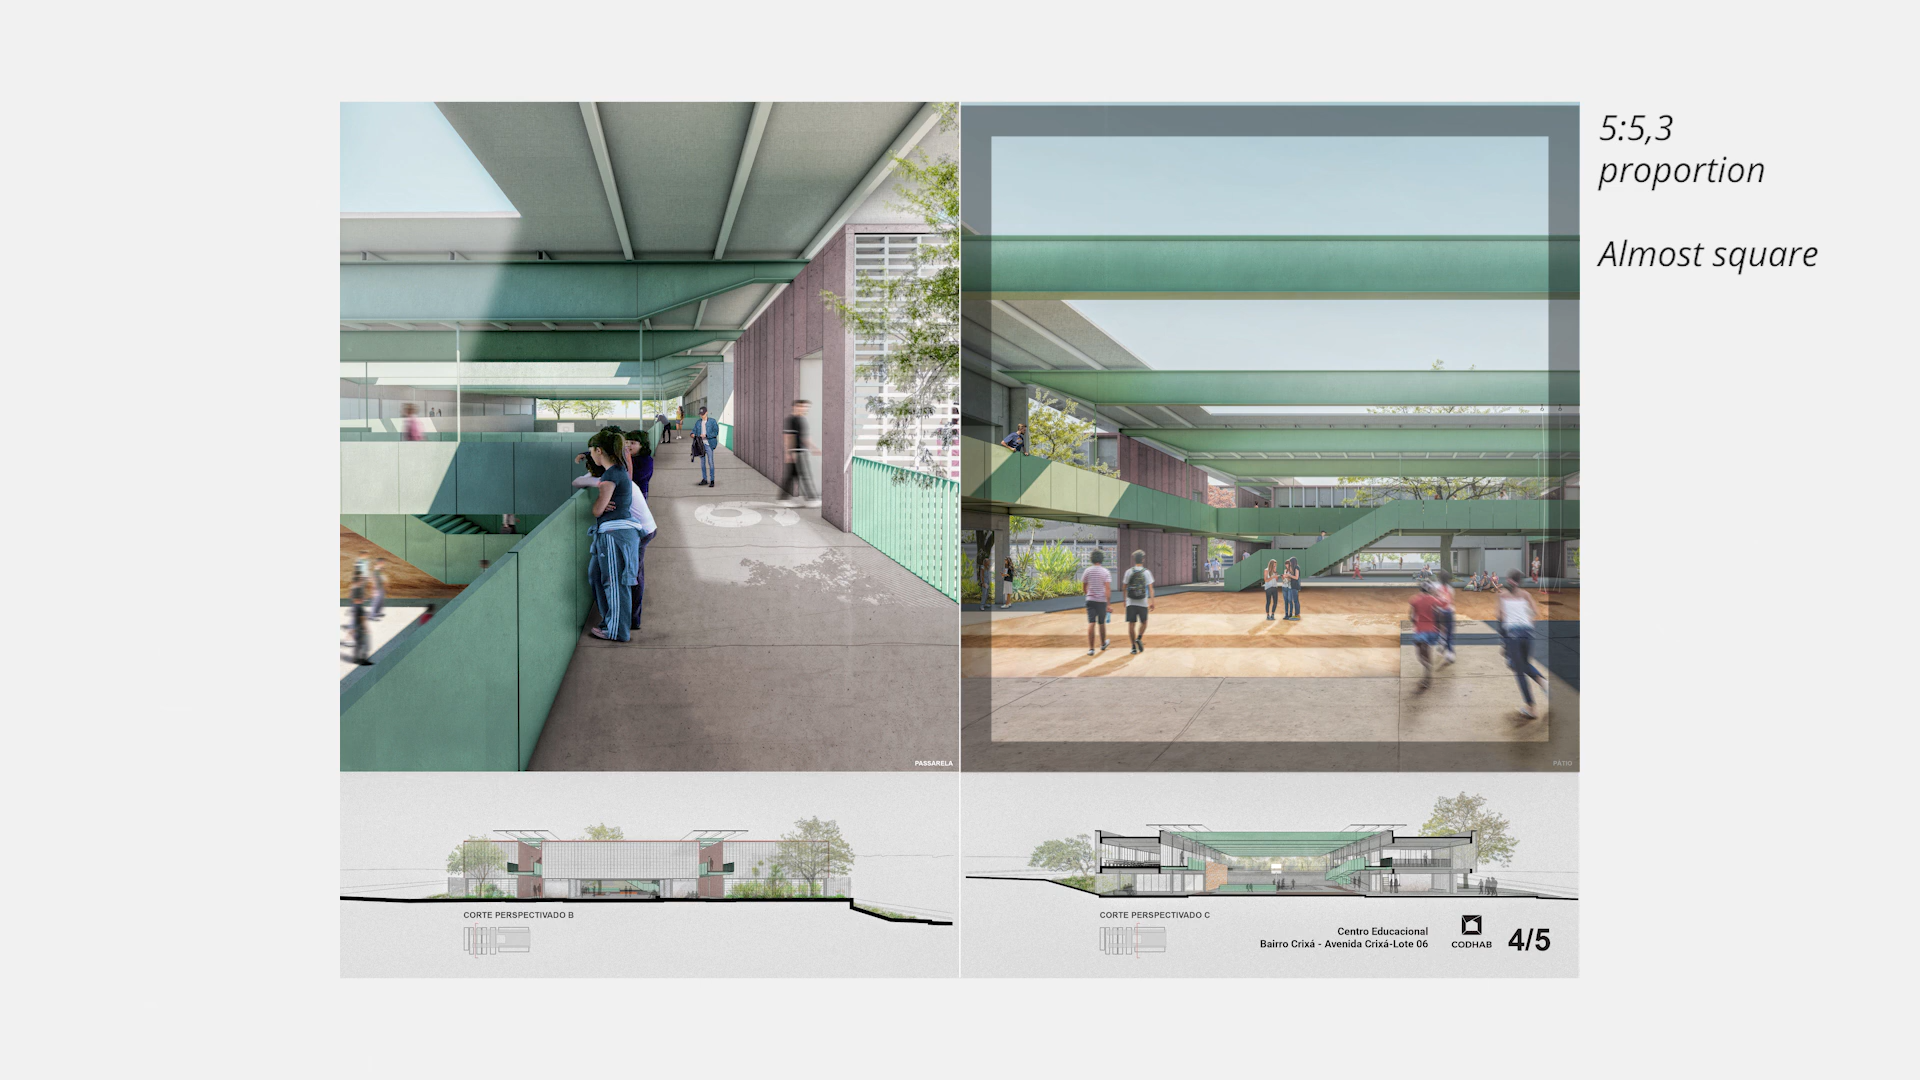 5:5,3
proportion
Almost square
PASSARELA
PÁTIO
CORTE PERSPECTIVADO B
CORTE PERSPECTIVADO C
Centro Educacional
Bairro Crixá - Avenida Crixá-Lote 06
CODHAB
4/5